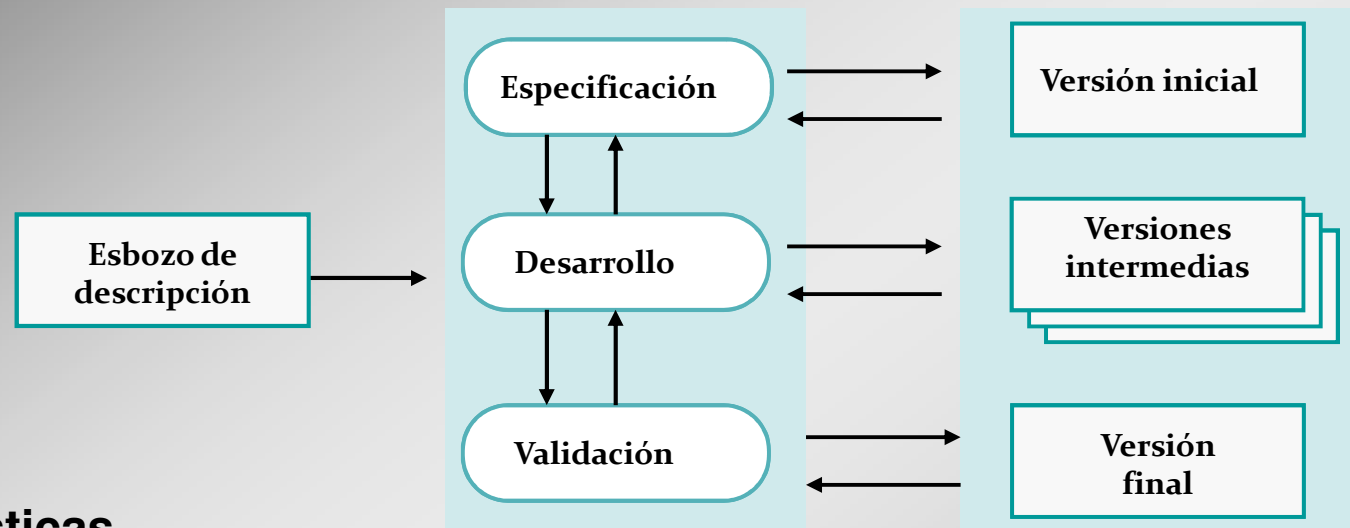 Especificación
Versión inicial
Esbozo de
descripción
Desarrollo
Versiones
intermedias
Validación
Versión
final